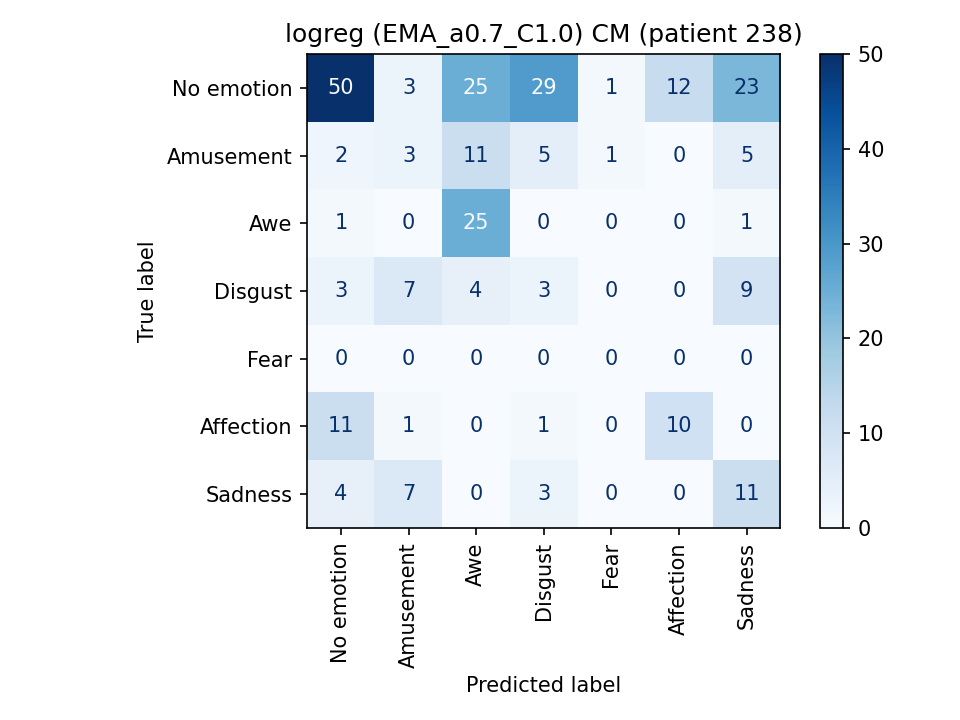 logreg (EMA_a0.7_C1.0) CM (patient 238)
True label
No emotion 50 3 25 29 1 12 23
Amusement 2 3 11 5 1 0 5
Awe 1 0 25 0 0 0 1
Disgust 3 7 4 3 0 0 9
Fear 0 0 0 0 0 0 0
Affection 11 1 0 1 0 10 0
Sadness 4 7 0 3 0 0 11
No emotion Amusement Awe Disgust Fear Affection Sadness
Predicted label
50
40
30
20
10
0